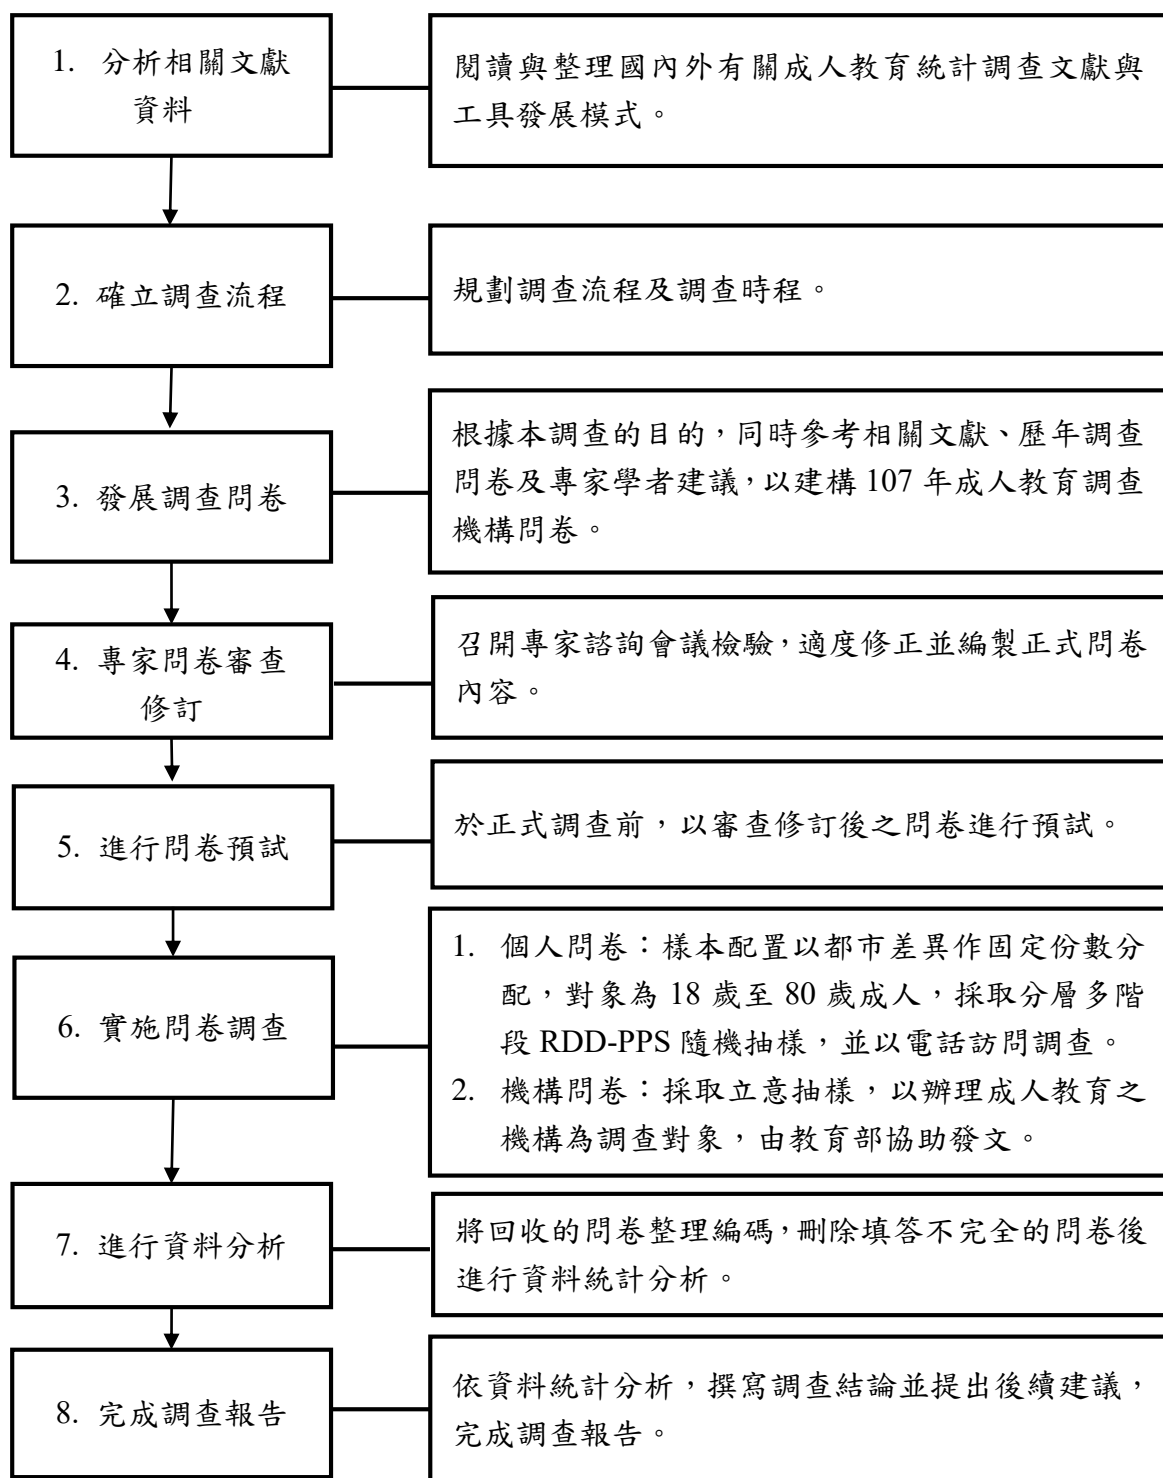 1. 分析相關文獻
資料
閱讀與整理國內外有關成人教育統計調查文獻與
工具發展模式。
2. 確立調查流程
規劃調查流程及調查時程。
3. 發展調查問卷
根據本調查的目的，同時參考相關文獻、歷年調查
問卷及專家學者建議，以建構 107 年成人教育調查
機構問卷。
4. 專家問卷審查
修訂
召開專家諮詢會議檢驗，適度修正並編製正式問卷
內容。
5. 進行問卷預試
於正式調查前，以審查修訂後之問卷進行預試。
6. 實施問卷調查
1. 個人問卷：樣本配置以都市差異作固定份數分
配，對象為 18 歲至 80 歲成人，採取分層多階
段 RDD-PPS 隨機抽樣，並以電話訪問調查。
2. 機構問卷：採取立意抽樣，以辦理成人教育之
機構為調查對象，由教育部協助發文。
7. 進行資料分析
將回收的問卷整理編碼，刪除填答不完全的問卷後
進行資料統計分析。
8. 完成調查報告
依資料統計分析，撰寫調查結論並提出後續建議，
完成調查報告。